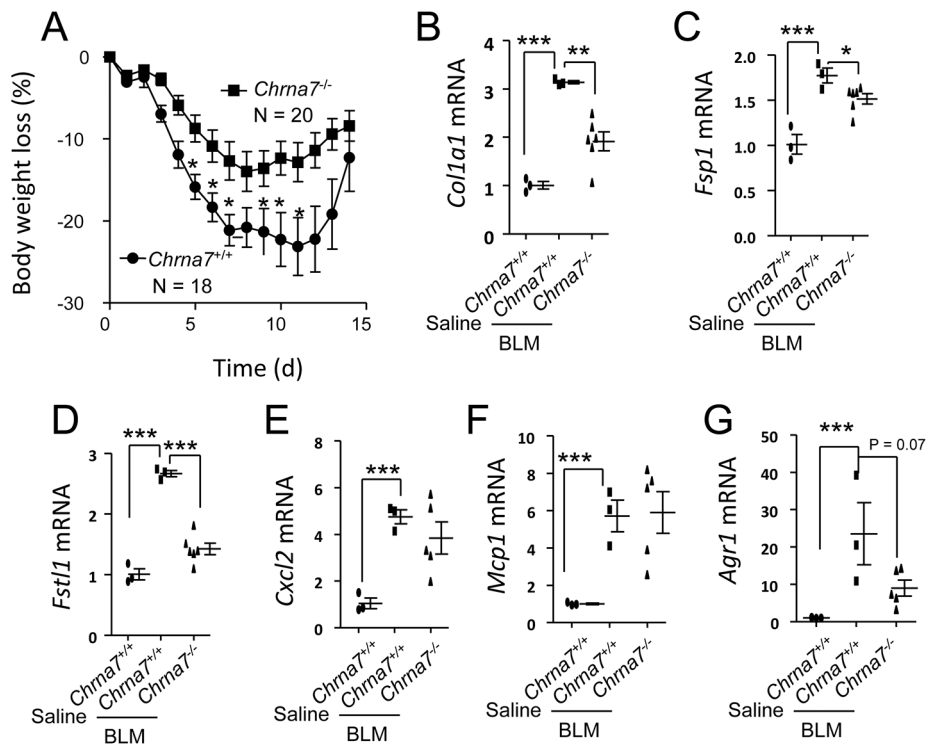 A
Body weight loss (%)
0
-10
-20
-30
Chrna7-/-
N = 20
*
*
*
* *
*
Chrna7+/+
N = 18
0 5 10 15
Time (d)
B
Col1a1 mRNA
4
3
2
1
0
*** **
Chrna7+/+ Chrna7+/+ Chrna7-/-
Saline
BLM
C
Fsp1 mRNA
2.0
1.5
1.0
0.0
*** *
Chrna7+/+ Chrna7+/+ Chrna7-/-
Saline
BLM
D
Fstl1 mRNA
3
2
1
0
*** ***
Chrna7+/+ Chrna7+/+ Chrna7-/-
Saline
BLM
E
Cxcl2 mRNA
8
6
4
2
0
***
Chrna7+/+ Chrna7+/+ Chrna7-/-
Saline
BLM
F
Mcp1 mRNA
10
8
6
4
2
0
***
Chrna7+/+ Chrna7+/+ Chrna7-/-
Saline
BLM
G
Agr1 mRNA
50
40
30
20
10
0
*** P = 0.07
Chrna7+/+ Chrna7+/+ Chrna7-/-
Saline
BLM